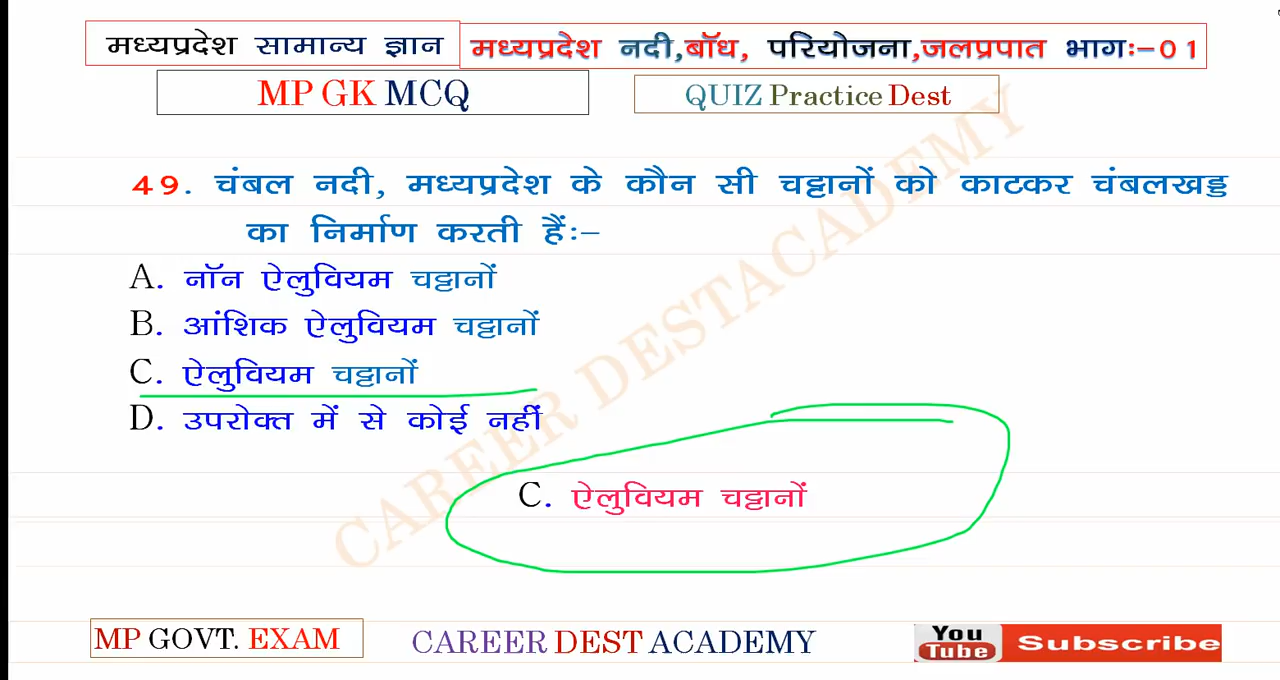 मध्यप्रदेश सामान्य ज्ञान
मध्यप्रदेश नदी,बॉध, परियोजना,जलप्रपात भागः-01
MP GK MCQ
QUIZ Practice Dest
49. चंबल नदी, मध्यप्रदेश के कौन सी चट्टानों को काटकर चंबलखड्ड
का निर्माण करती हैंः-
A. नॉन ऐलुवियम चट्टानों
B. आंशिक ऐलुवियम चट्टानों
C. ऐलुवियम चट्टानों
D. उपरोक्त में से कोई नहीं
C. ऐलुवियम चट्टानों
CAREER DESTACADEMY
MP GOVT. EXAM
CAREER DEST ACADEMY
You
Tube
Subscribe